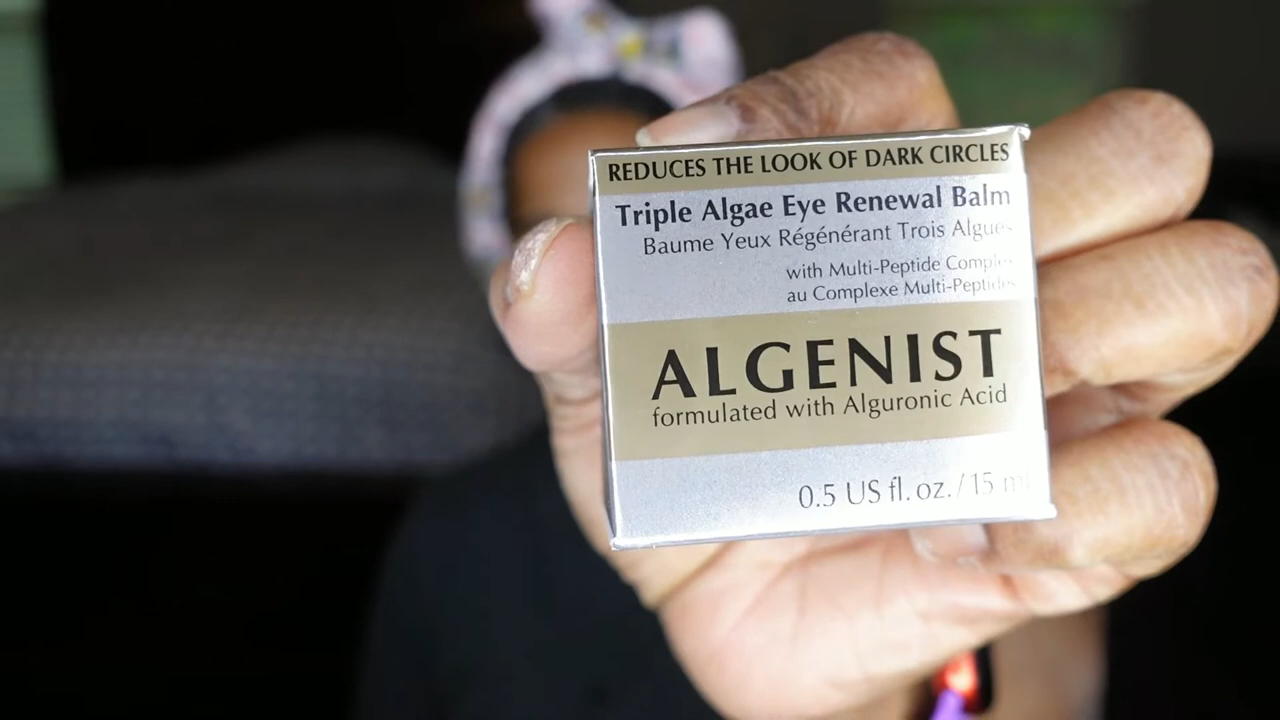 REDUCES THE LOOK OF DARK CIRCLES
Triple Algae Eye Renewal Balm
Baume Yeux Régénérant Trois Algues
with Multi-Peptide Complex
au Complexe Multi-Peptides
ALGENIST
formulated with Alguronic Acid
0.5 US fl. oz./15 ml